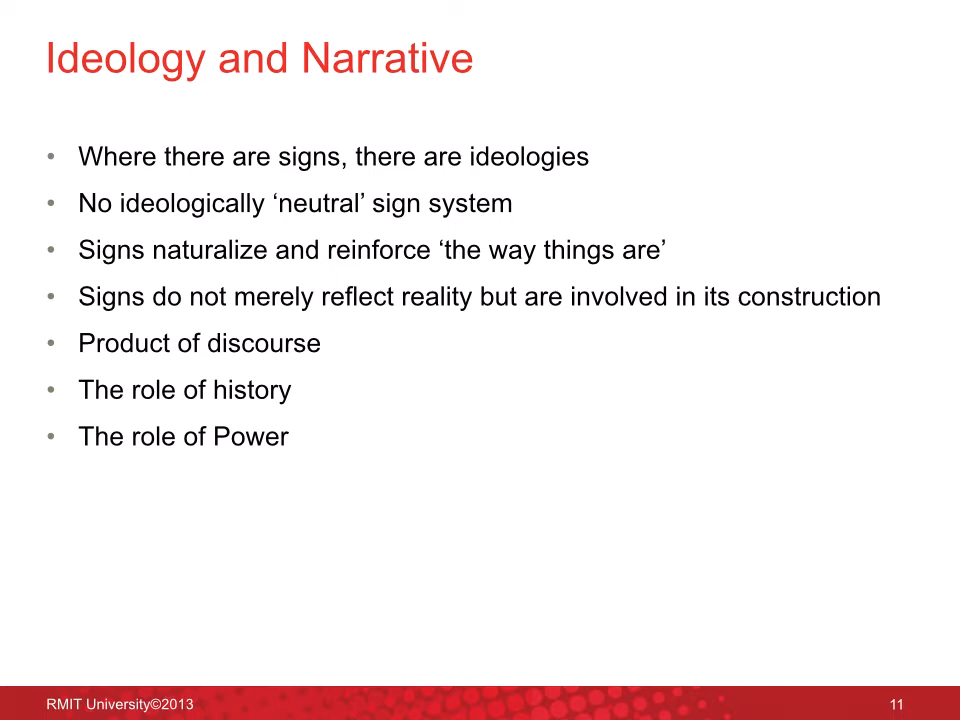 Ideology and Narrative
• Where there are signs, there are ideologies
• No ideologically ‘neutral’ sign system
• Signs naturalize and reinforce ‘the way things are’
• Signs do not merely reflect reality but are involved in its construction
• Product of discourse
• The role of history
• The role of Power
RMIT University©2013
11